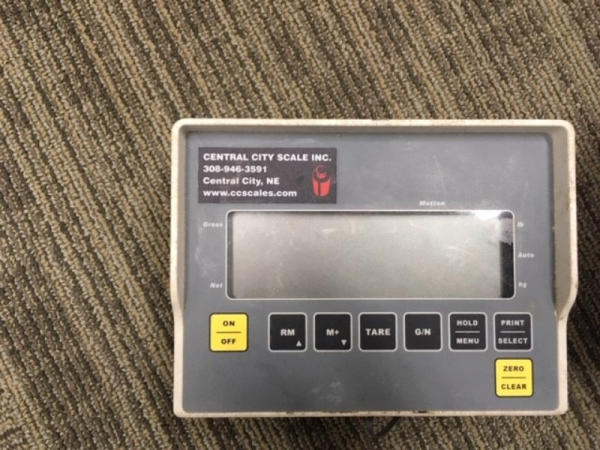 CENTRAL CITY SCALE INC.
308-946-3591
Central City, NE
www.ccscales.com
Motion
Gross
lb
Auto
Net
kg
ON
OFF
RM
M+
TARE
G/N
HOLD
MENU
PRINT
SELECT
ZERO
CLEAR